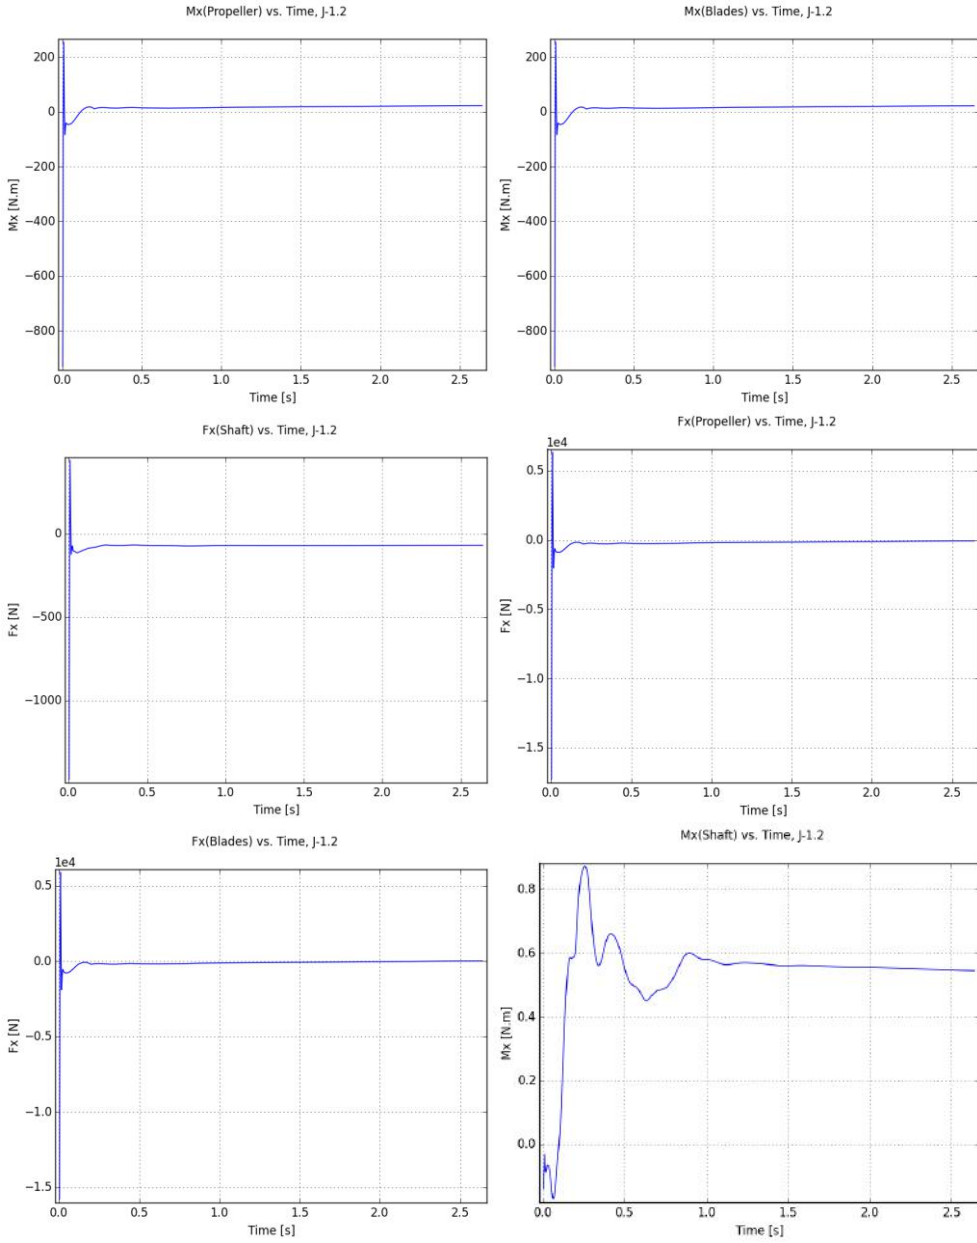 Mx(Propeller) vs. Time, J-1.2
200
0
−200
−400
−600
−800
Mx [N.m]
0.0 0.5 1.0 1.5 2.0 2.5
Time [s]
Mx(Blades) vs. Time, J-1.2
200
0
−200
−400
−600
−800
Mx [N.m]
0.0 0.5 1.0 1.5 2.0 2.5
Time [s]
Fx(Shaft) vs. Time, J-1.2
0
−500
−1000
Fx [N]
0.0 0.5 1.0 1.5 2.0 2.5
Time [s]
Fx(Propeller) vs. Time, J-1.2
1e4
0.5
0.0
−0.5
−1.0
−1.5
Fx [N]
0.0 0.5 1.0 1.5 2.0 2.5
Time [s]
Fx(Blades) vs. Time, J-1.2
1e4
0.5
0.0
−0.5
−1.0
−1.5
Fx [N]
0.0 0.5 1.0 1.5 2.0 2.5
Time [s]
Mx(Shaft) vs. Time, J-1.2
0.8
0.6
0.4
0.2
0.0
Mx [N.m]
0.0 0.5 1.0 1.5 2.0 2.5
Time [s]